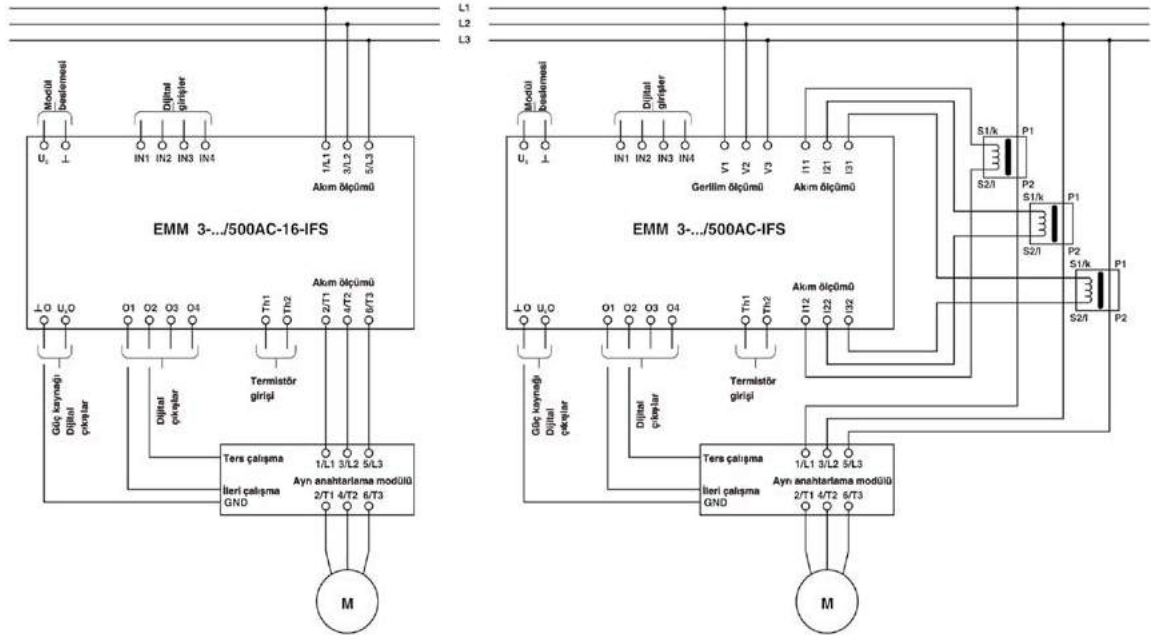 L1
L2
L3
Modül beslemesi
Dijital girişler
Us
⊥
IN1
IN2
IN3
IN4
1/L1
3/L2
5/L3
Akım ölçümü
EMM 3-.../500AC-16-IFS
Akım ölçümü
⊥O
UsO
O1
O2
O3
O4
Th1
Th2
2/T1
4/T2
6/T3
Güç kaynağı
Dijital
çıkışlar
Dijital
çıkışlar
Termistör
girişi
Ters çalışma
1/L1 3/L2 5/L3
İleri çalışma
Ayrı anahtarlama modülü
GND
2/T1 4/T2 6/T3
M
Modül beslemesi
Dijital girişler
Us
⊥
IN1
IN2
IN3
IN4
V1
V2
V3
I11
I21
I31
Gerilim ölçümü
Akım ölçümü
EMM 3-.../500AC-IFS
Akım ölçümü
⊥O
UsO
O1
O2
O3
O4
Th1
Th2
I12
I22
I32
Güç kaynağı
Dijital
çıkışlar
Dijital
çıkışlar
Termistör
girişi
S1/k P1
S2/l P2
S1/k P1
S2/l P2
S1/k P1
S2/l P2
Ters çalışma
1/L1 3/L2 5/L3
İleri çalışma
Ayrı anahtarlama modülü
GND
2/T1 4/T2 6/T3
M